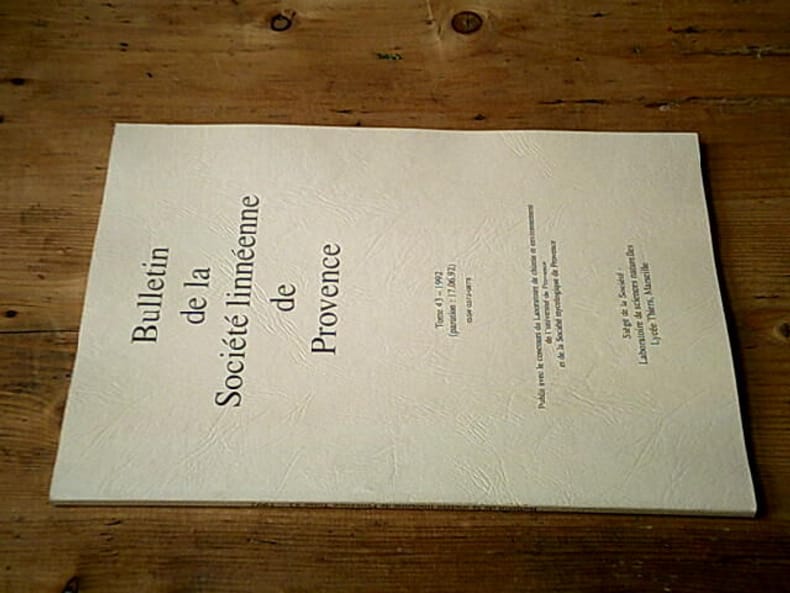 Bulletin
de la
Société linnéenne
de
Provence
Tome 43 - 1992
(parution : 17.06.92)
Publié avec le concours du Laboratoire de chimie et environnement
de l'université de Provence
et de la Société mycologique de Provence
Siège de la Société :
Laboratoire de sciences naturelles
Lycée Thiers, Marseille